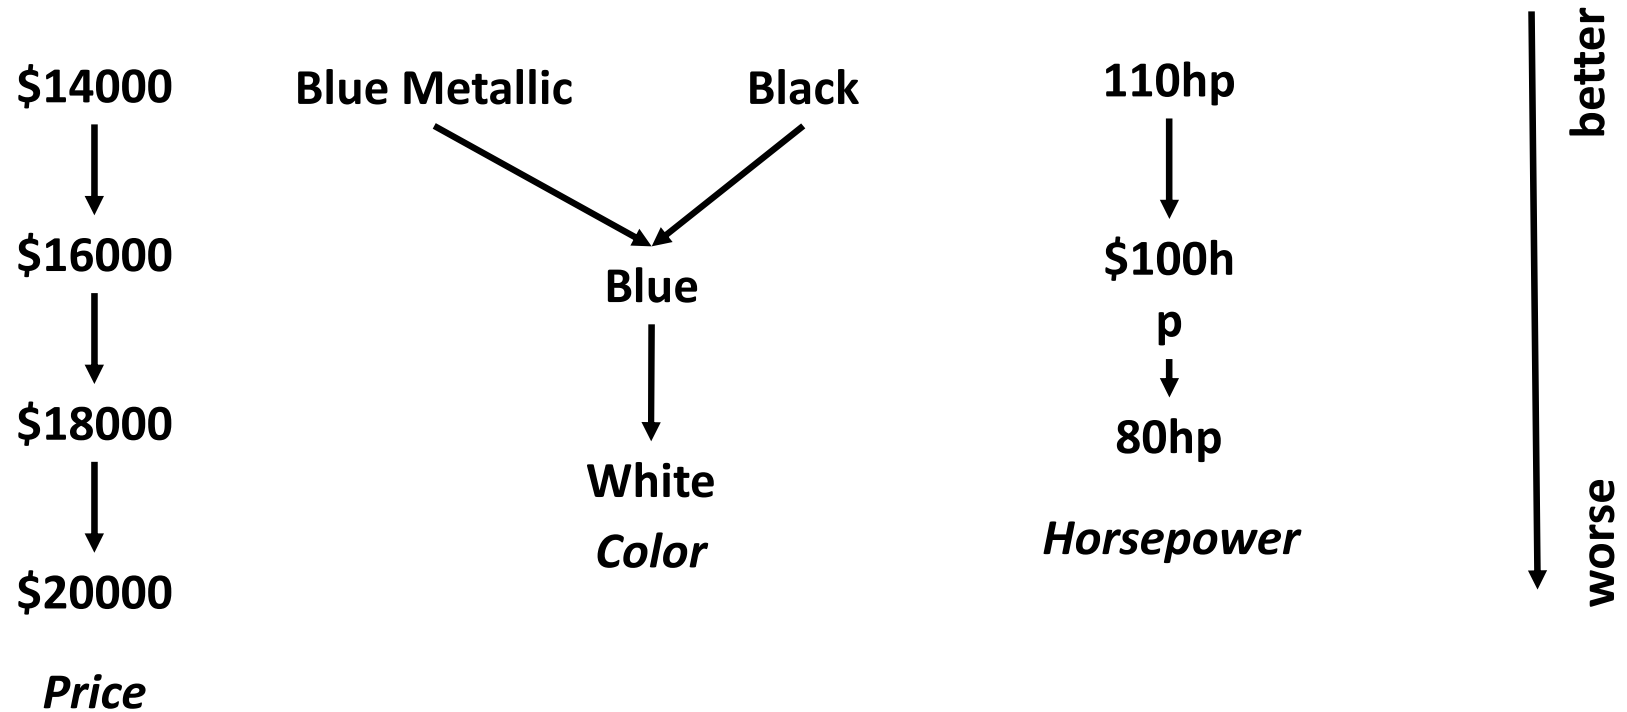 $14000
$16000
$18000
$20000
Price
Blue Metallic
Black
Blue
White
Color
110hp
$100h
p
80hp
Horsepower
better
worse